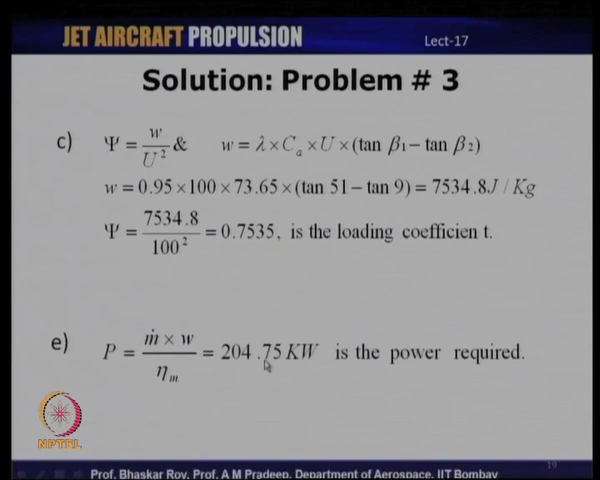 JET AIRCRAFT PROPULSION
Lect-17
Solution: Problem # 3
c) Ψ = w / U² & w = λ × Cₐ × U × (tan β₁ − tan β₂)
w = 0.95 × 100 × 73.65 × (tan 51 − tan 9) = 7534 .8J / Kg
Ψ = 7534 .8 / 100² = 0.7535, is the loading coefficien t.
e) P = ṁ × w / ηₘ = 204 .75 KW is the power required.
NPTEL
19
Prof. Bhaskar Roy, Prof. A M Pradeep, Department of Aerospace, IIT Bombay